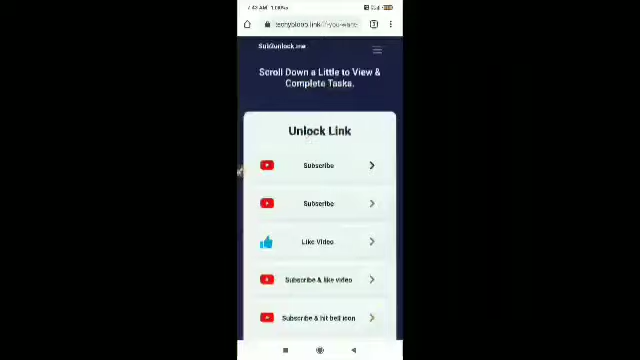 Sub2unlock.me
Scroll Down a Little to View &
Complete Tasks.
Unlock Link
Subscribe
Subscribe
Like Video
Subscribe & like video
Subscribe & hit bell icon